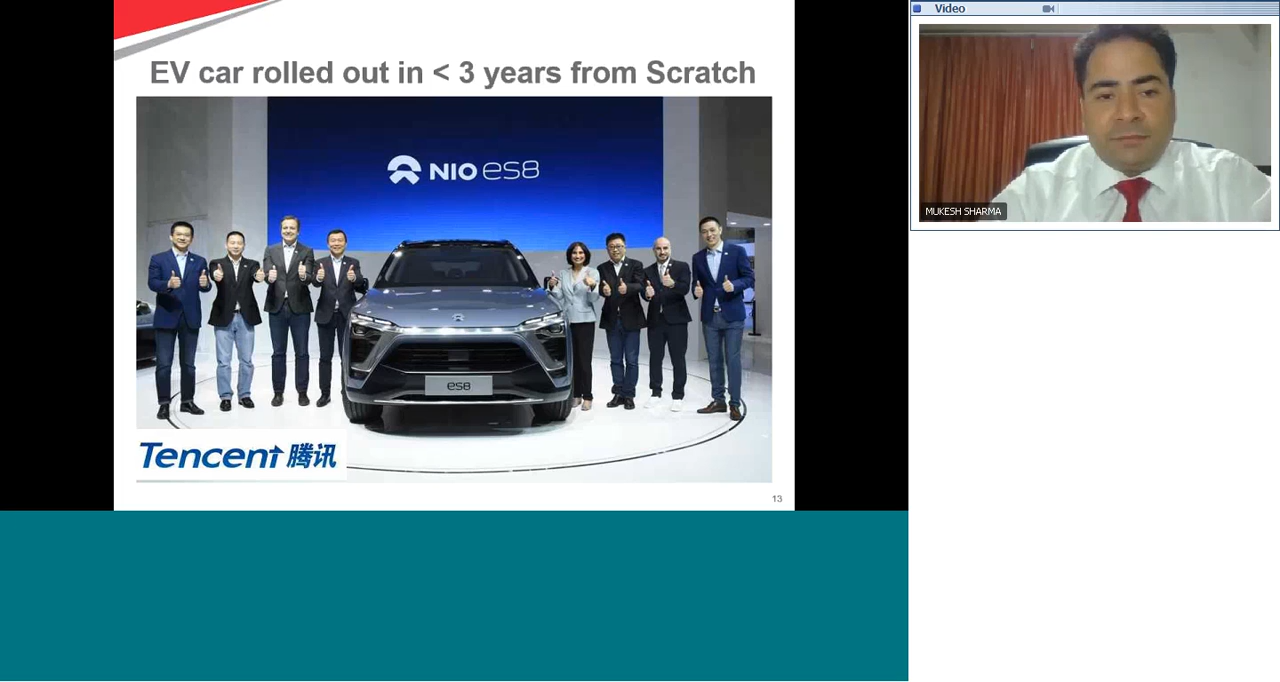 EV car rolled out in < 3 years from Scratch
NIO es8
es8
Tencent 腾讯
13
Video
MUKESH SHARMA